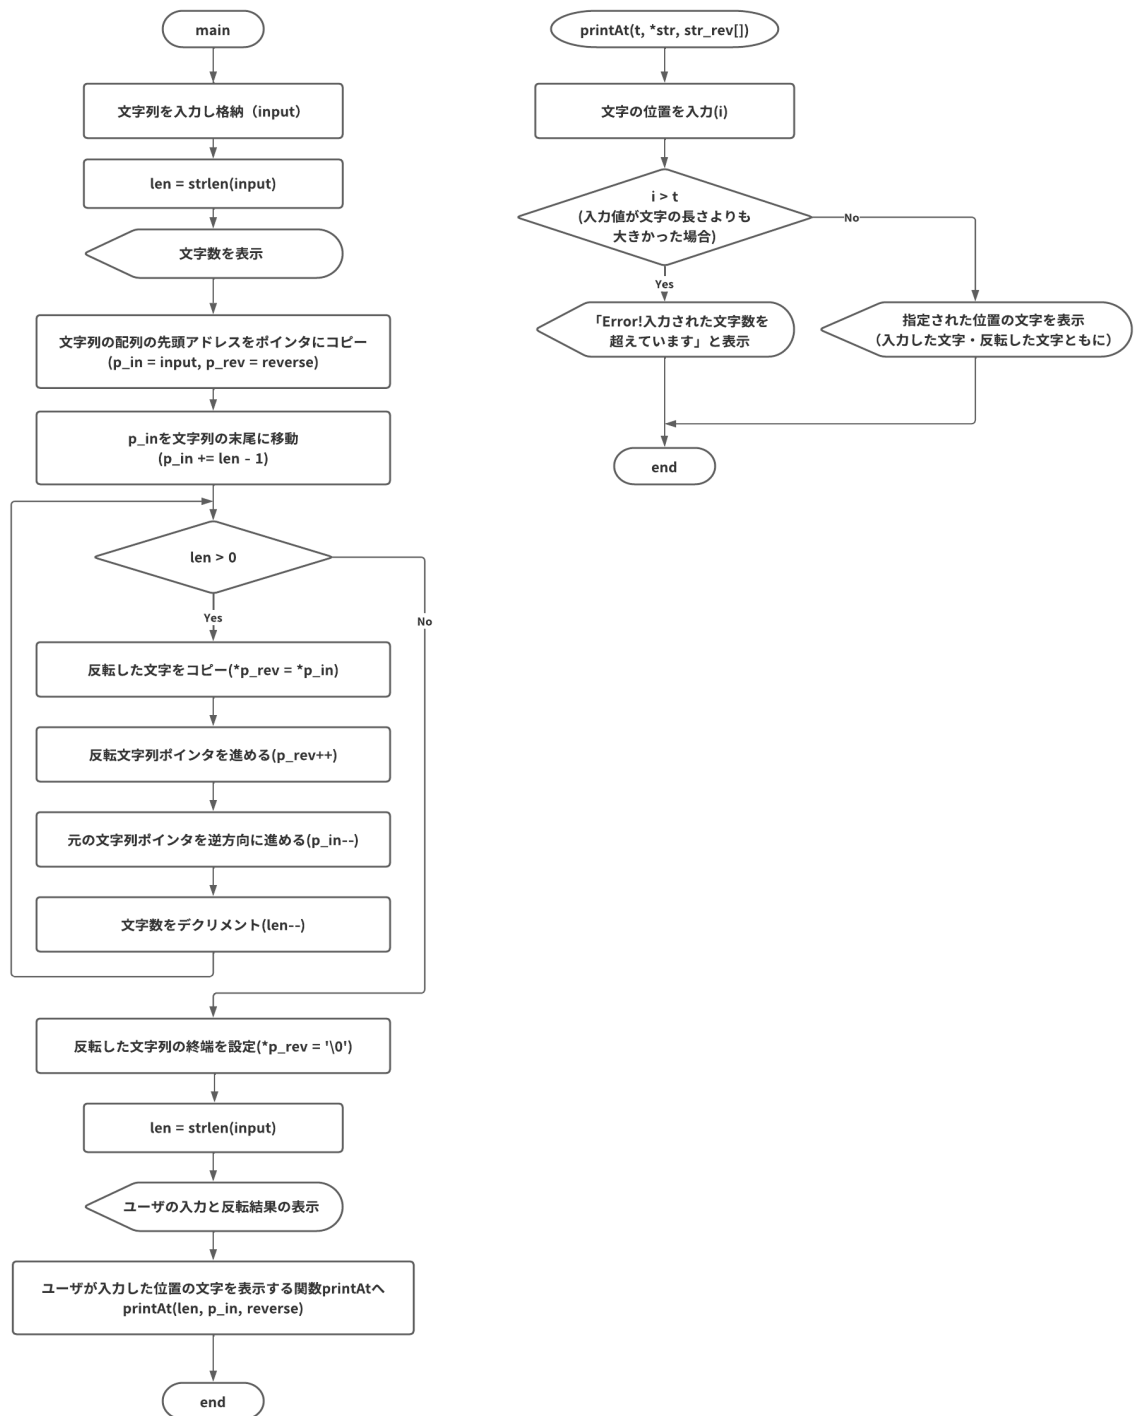 main
文字列を入力し格納（input）
len = strlen(input)
文字数を表示
文字列の配列の先頭アドレスをポインタにコピー
(p_in = input, p_rev = reverse)
p_inを文字列の末尾に移動
(p_in += len - 1)
len > 0
Yes
No
反転した文字をコピー(*p_rev = *p_in)
反転文字列ポインタを進める(p_rev++)
元の文字列ポインタを逆方向に進める(p_in--)
文字数をデクリメント(len--)
反転した文字列の終端を設定(*p_rev = '\0')
len = strlen(input)
ユーザの入力と反転結果の表示
ユーザが入力した位置の文字を表示する関数printAtへ
printAt(len, p_in, reverse)
end
printAt(t, *str, str_rev[])
文字の位置を入力(i)
i > t
(入力値が文字の長さよりも
大きかった場合)
No
Yes
「Error!入力された文字数を
超えています」と表示
指定された位置の文字を表示
（入力した文字・反転した文字ともに）
end